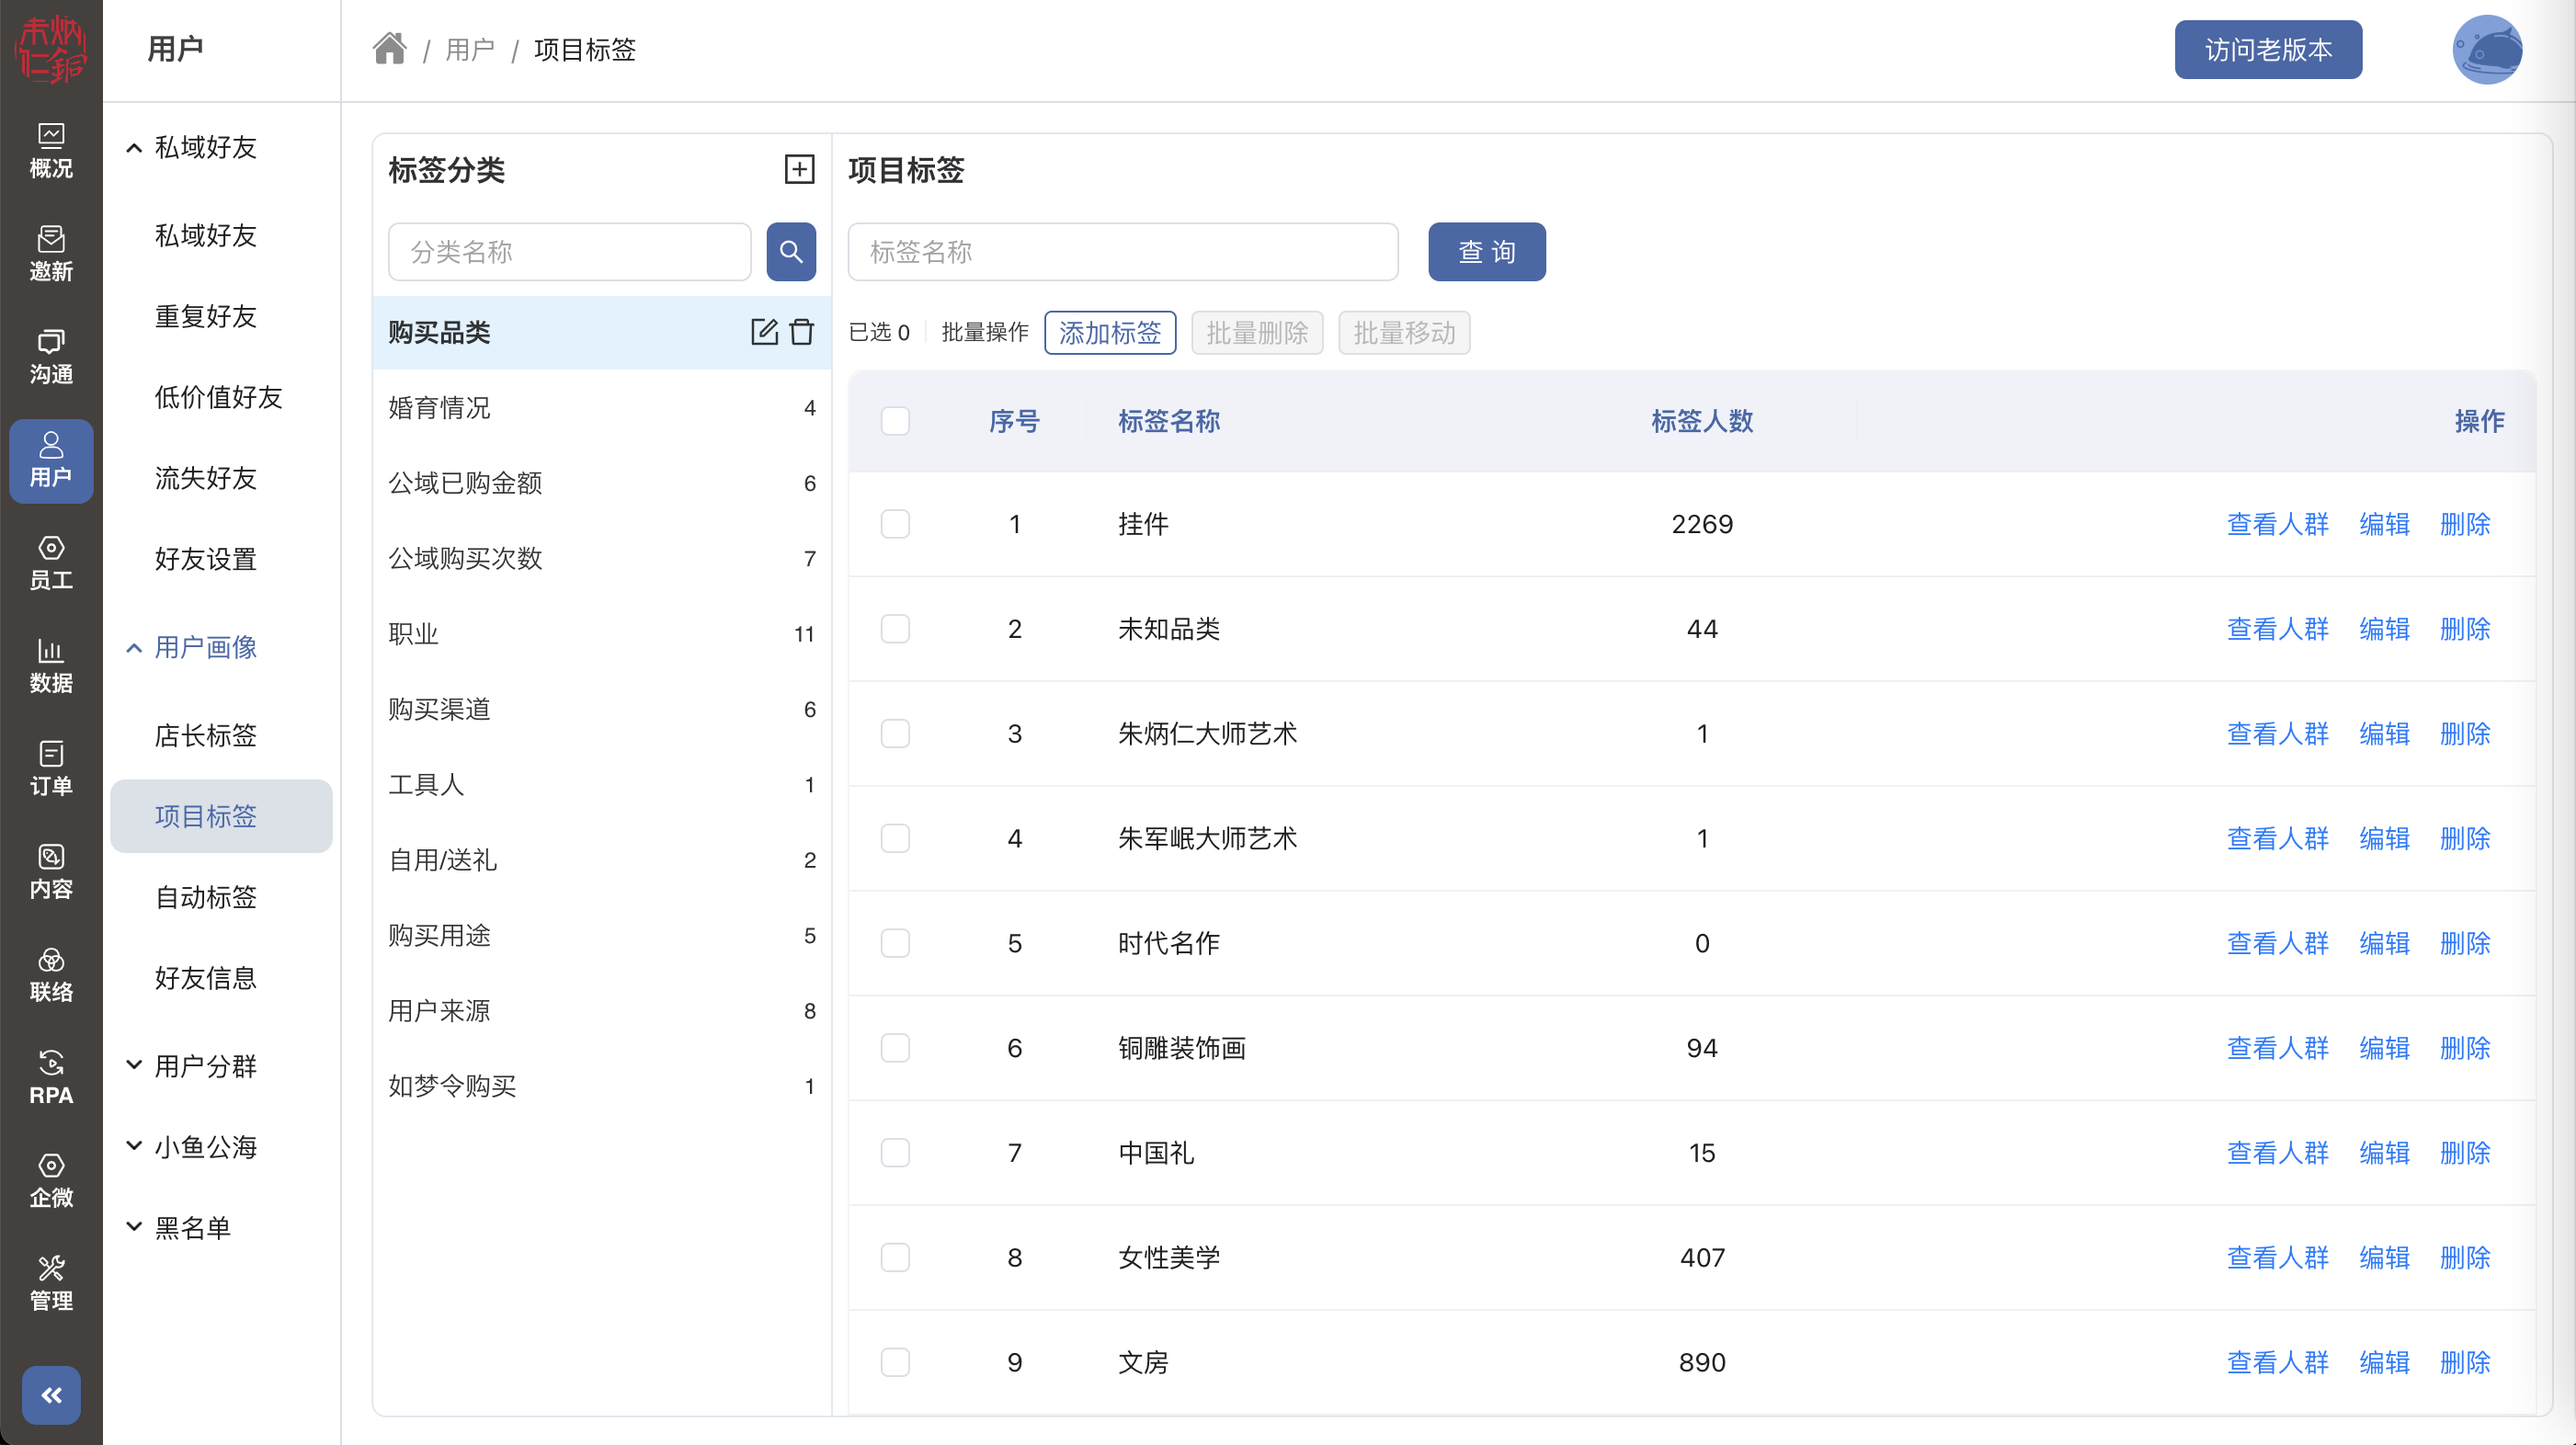 朱炳仁銅
用户
/ 用户 / 项目标签
访问老版本
概况
邀新
沟通
用户
员工
数据
订单
内容
联络
RPA
企微
管理
私域好友
私域好友
重复好友
低价值好友
流失好友
好友设置
用户画像
店长标签
项目标签
自动标签
好友信息
用户分群
小鱼公海
黑名单
标签分类
分类名称
购买品类
婚育情况 4
公域已购金额 6
公域购买次数 7
职业 11
购买渠道 6
工具人 1
自用/送礼 2
购买用途 5
用户来源 8
如梦令购买 1
项目标签
标签名称 查 询
已选 0 批量操作 添加标签 批量删除 批量移动
序号 标签名称 标签人数 操作
1 挂件 2269 查看人群 编辑 删除
2 未知品类 44 查看人群 编辑 删除
3 朱炳仁大师艺术 1 查看人群 编辑 删除
4 朱军岷大师艺术 1 查看人群 编辑 删除
5 时代名作 0 查看人群 编辑 删除
6 铜雕装饰画 94 查看人群 编辑 删除
7 中国礼 15 查看人群 编辑 删除
8 女性美学 407 查看人群 编辑 删除
9 文房 890 查看人群 编辑 删除